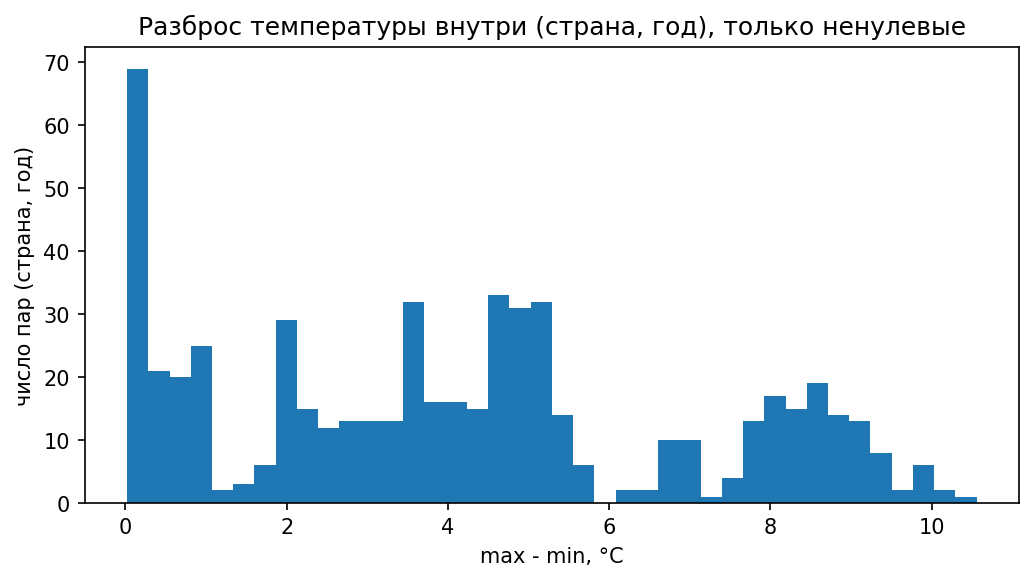 Разброс температуры внутри (страна, год), только ненулевые
число пар (страна, год)
70
60
50
40
30
20
10
0
0 2 4 6 8 10
max - min, °C